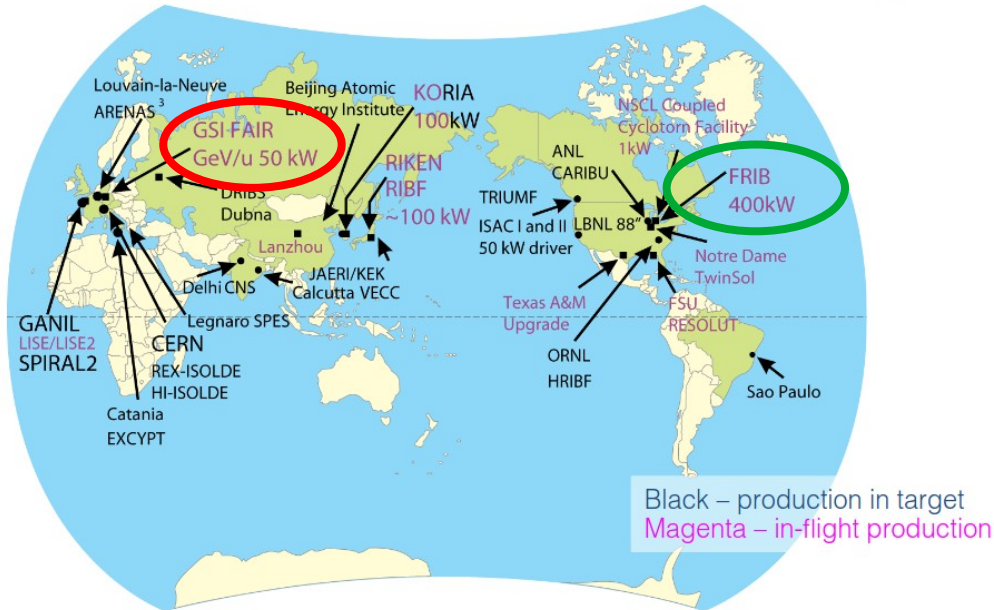 Louvain-la-Neuve
ARENAS 3
GSI FAIR
GeV/u 50 kW
Beijing Atomic
Energy Institute
KORIA
100kW
RIKEN
RIBF
~100 kW
DRIBS
Dubna
Lanzhou
Delhi CNS
JAERI/KEK
Calcutta VECC
GANIL
LISE/LISE2
SPIRAL2
Legnaro SPES
CERN
REX-ISOLDE
HI-ISOLDE
Catania
EXCYPT
NSCL Coupled
Cyclotorn Facility
1kW
ANL
CARIBU
FRIB
400kW
TRIUMF
ISAC I and II
50 kW driver
LBNL 88”
Notre Dame
TwinSol
Texas A&M
Upgrade
FSU
RESOLUT
ORNL
HRIBF
Sao Paulo
Black – production in target
Magenta – in-flight production